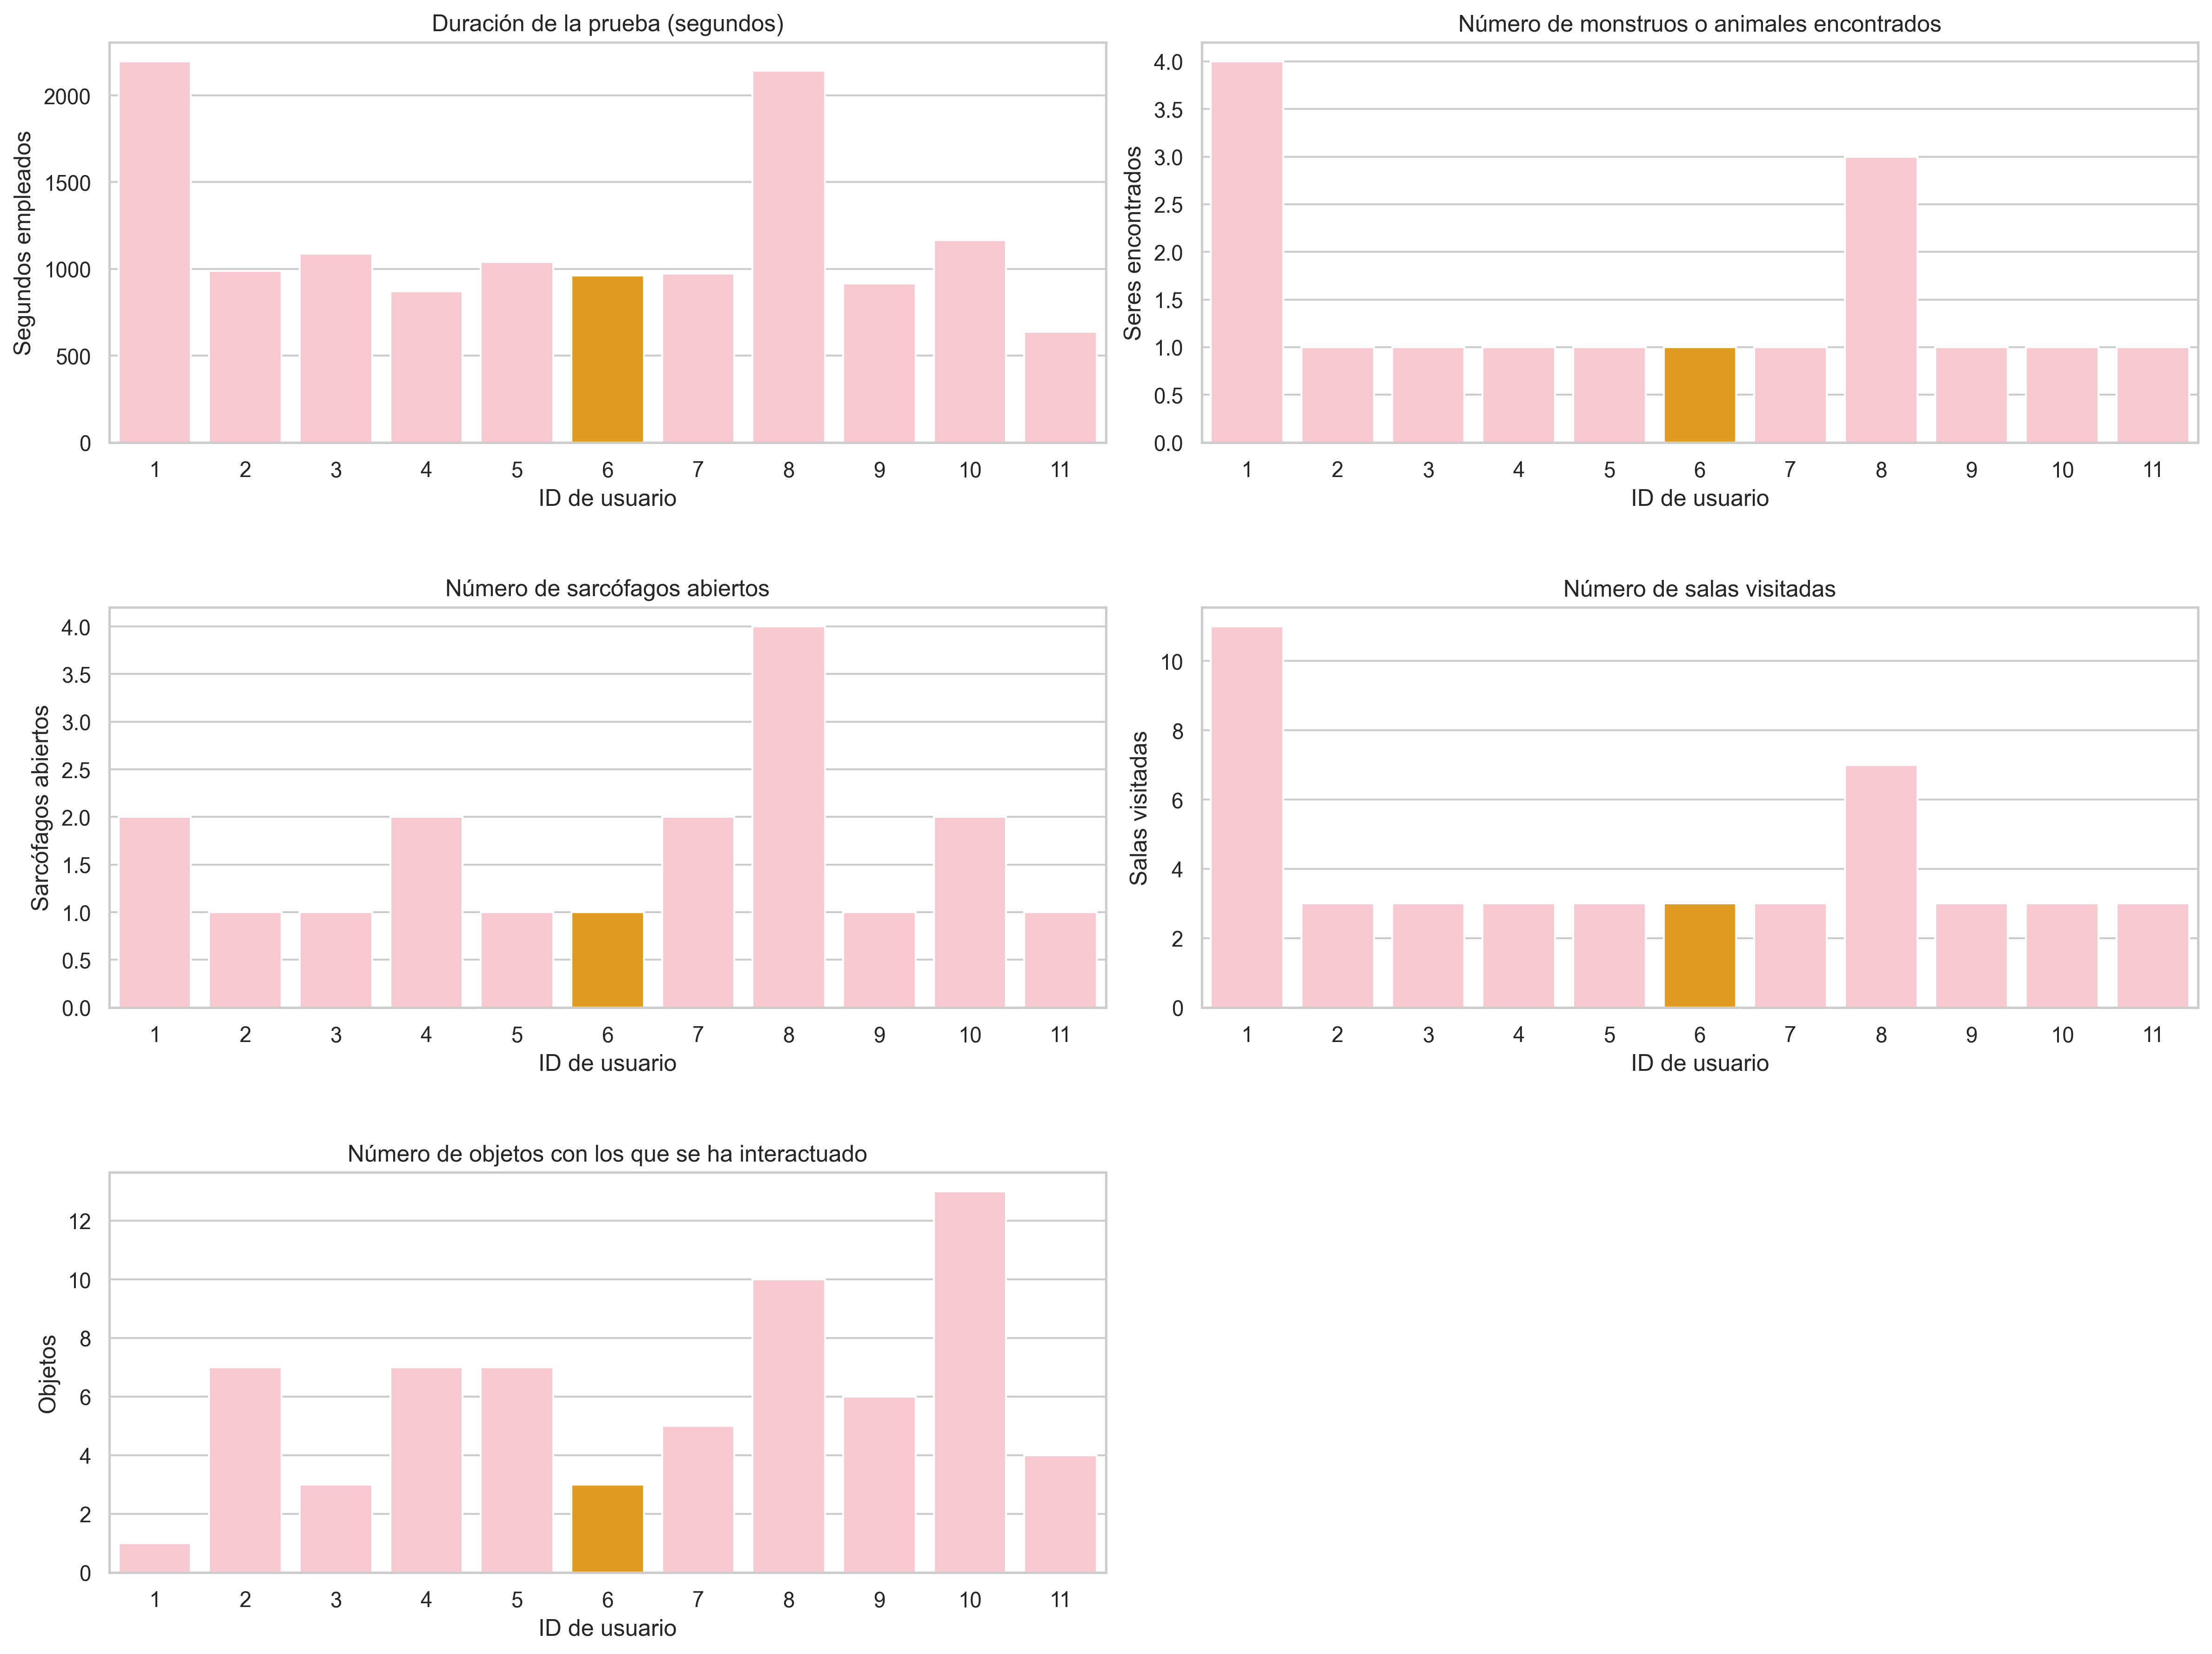 Duración de la prueba (segundos)
Segundos empleados
2000
1500
1000
500
0
1 2 3 4 5 6 7 8 9 10 11
ID de usuario
Número de monstruos o animales encontrados
Seres encontrados
4.0
3.5
3.0
2.5
2.0
1.5
1.0
0.5
0.0
1 2 3 4 5 6 7 8 9 10 11
ID de usuario
Número de sarcófagos abiertos
Sarcófagos abiertos
4.0
3.5
3.0
2.5
2.0
1.5
1.0
0.5
0.0
1 2 3 4 5 6 7 8 9 10 11
ID de usuario
Número de salas visitadas
Salas visitadas
10
8
6
4
2
0
1 2 3 4 5 6 7 8 9 10 11
ID de usuario
Número de objetos con los que se ha interactuado
Objetos
12
10
8
6
4
2
0
1 2 3 4 5 6 7 8 9 10 11
ID de usuario